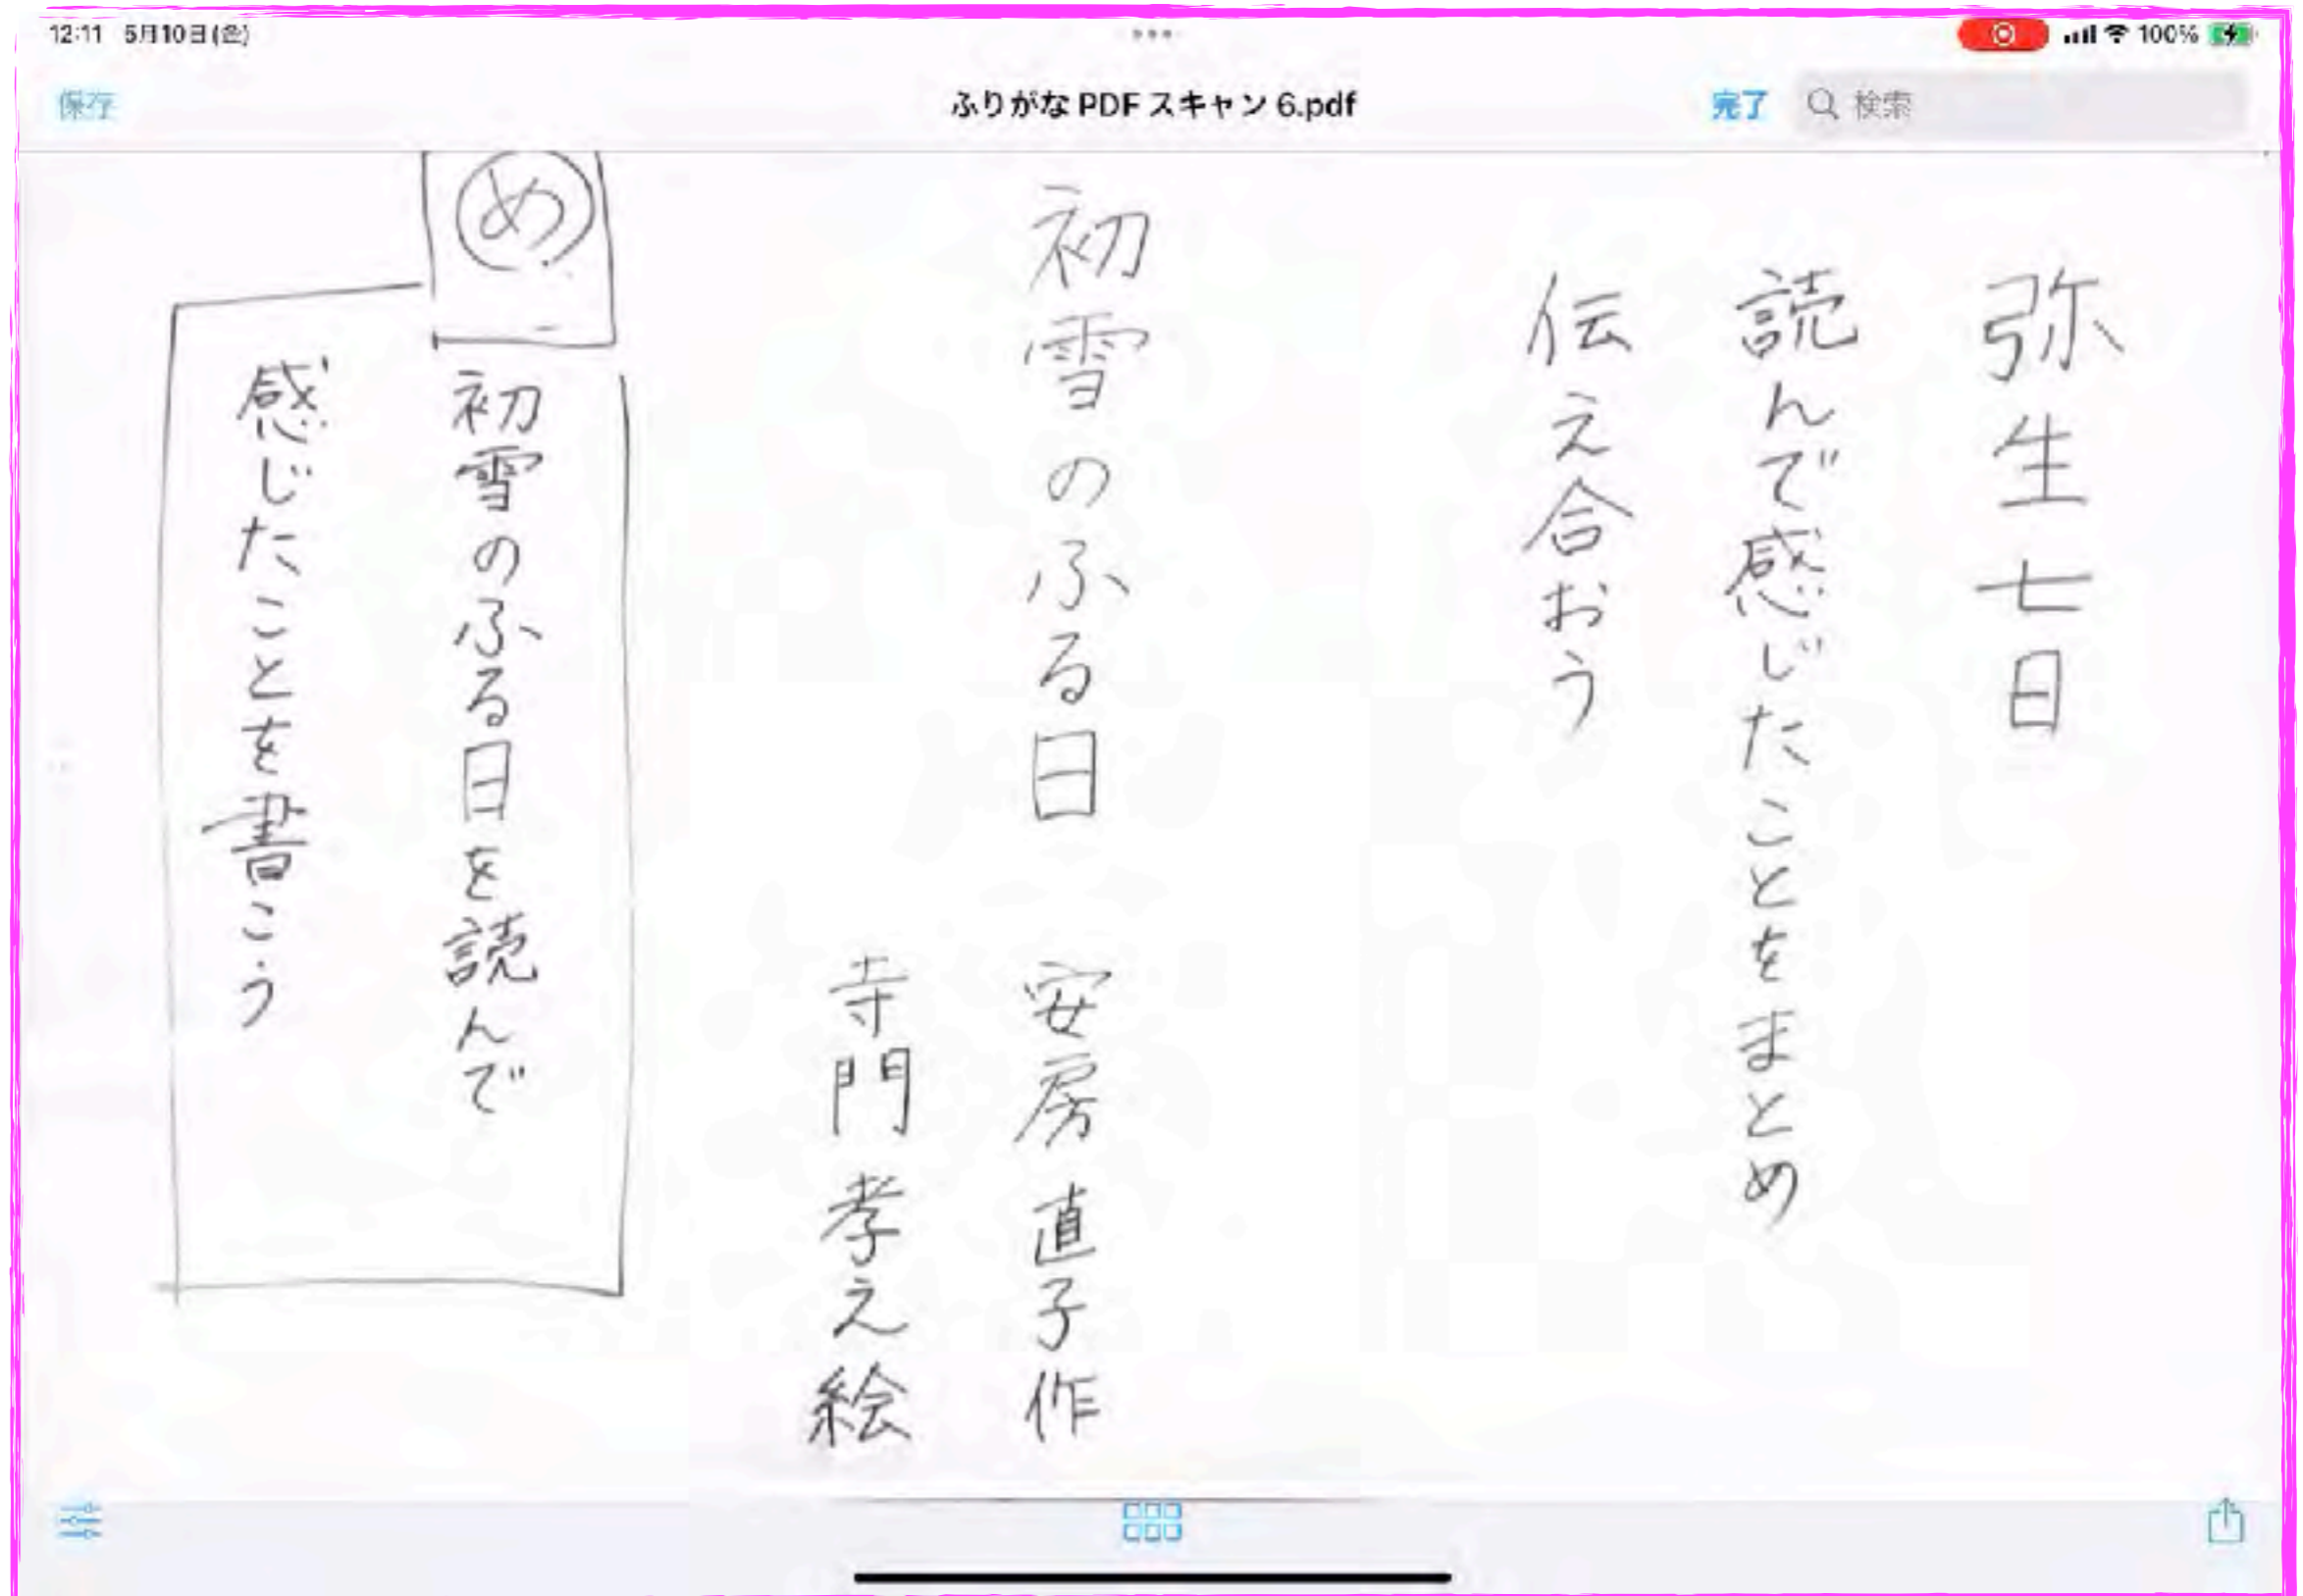 12:11 5月10日(金)
100%
保存
ふりがな PDF スキャン 6.pdf
完了
検索
弥生七日
読んで感じたことをまとめ
伝え合おう
初雪のふる日 安房直子作
寺門孝え絵
め
初雪のふる日を読んで
感じたことを書こう